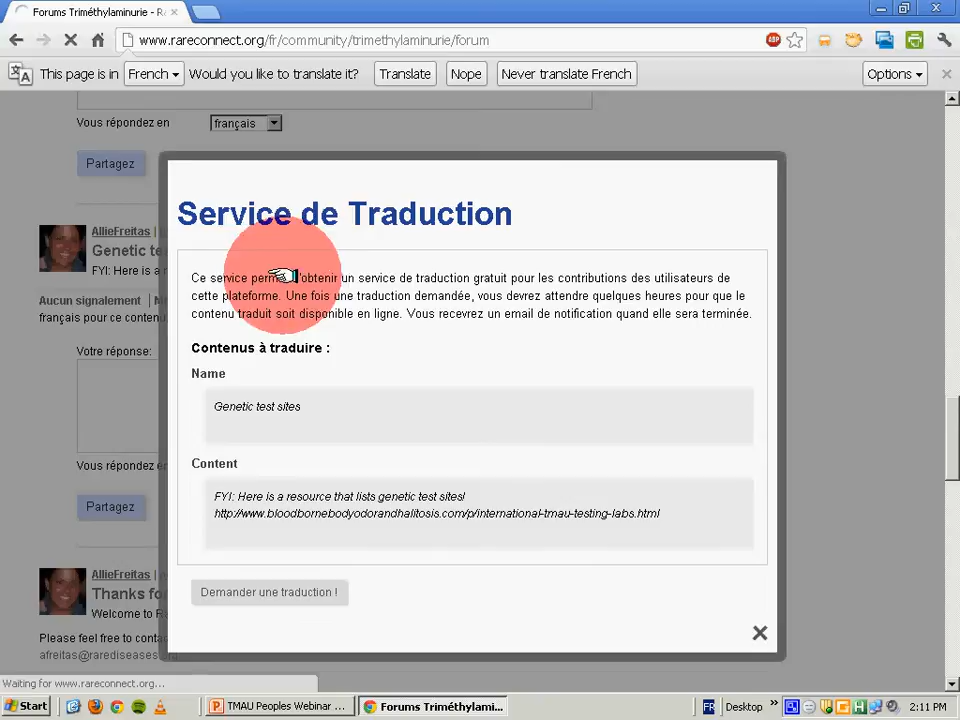 Forums Triméthylaminurie - Ra
www.rareconnect.org/fr/community/trimethylaminurie/forum
This page is in French Would you like to translate it? Translate Nope Never translate French Options
Vous répondez en français
Partagez
AllieFreitas
Genetic te
FYI: Here is a
Aucun signalement
français pour ce contenu
Votre réponse:
Vous répondez
Partagez
AllieFreitas
Thanks fo
Welcome to R
Please feel free to conta
afreitas@rarediseases.
Service de Traduction
Ce service perme obtenir un service de traduction gratuit pour les contributions des utilisateurs de
cette plateforme. Une fois une traduction demandée, vous devrez attendre quelques heures pour que le
contenu traduit soit disponible en ligne. Vous recevrez un email de notification quand elle sera terminée.
Contenus à traduire :
Name
Genetic test sites
Content
FYI: Here is a resource that lists genetic test sites!
http://www.bloodbornebodyodorandhalitosis.com/p/international-tmau-testing-labs.html
Demander une traduction !
Waiting for www.rareconnect.org...
Start TMAU Peoples Webinar ... Forums Triméthylami... FR Desktop 2:11 PM